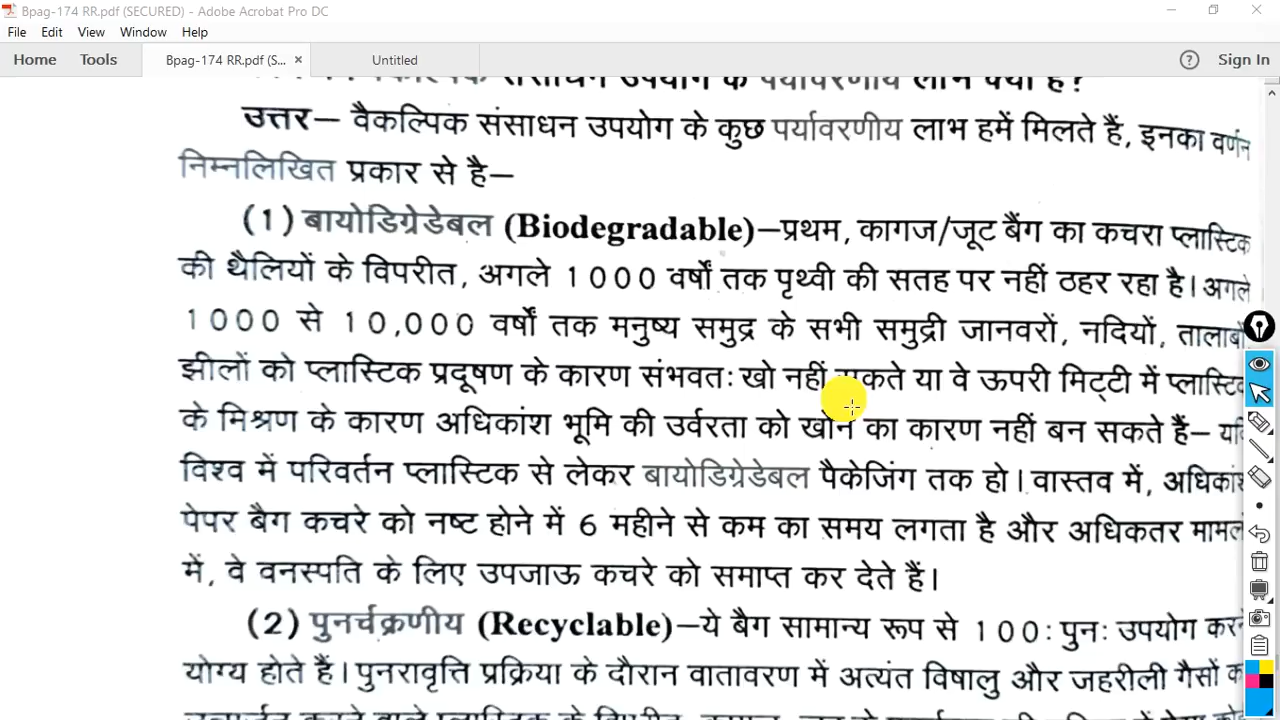 Bpag-174 RR.pdf (SECURED) - Adobe Acrobat Pro DC
File Edit View Window Help
Home Tools Bpag-174 RR.pdf (S... × Untitled ? Sign In
संसाधन उपयोग के पर्यावरणीय लाभ क्या है?
उत्तर— वैकल्पिक संसाधन उपयोग के कुछ पर्यावरणीय लाभ हमें मिलते हैं, इनका वर्णन
निम्नलिखित प्रकार से है—
(1) बायोडिग्रेडेबल (Biodegradable)—प्रथम, कागज/जूट बैंग का कचरा प्लास्टिक
की थैलियों के विपरीत, अगले 1000 वर्षों तक पृथ्वी की सतह पर नहीं ठहर रहा है। अगले
1000 से 10,000 वर्षों तक मनुष्य समुद्र के सभी समुद्री जानवरों, नदियों, तालाबों
झीलों को प्लास्टिक प्रदूषण के कारण संभवतः खो नहीं सकते या वे ऊपरी मिट्टी में
के मिश्रण के कारण अधिकांश भूमि की उर्वरता को खोने का कारण नहीं बन सकते हैं—
विश्व में परिवर्तन प्लास्टिक से लेकर बायोडिग्रेडेबल पैकेजिंग तक हो। वास्तव में,
पेपर बैग कचरे को नष्ट होने में 6 महीने से कम का समय लगता है और अधिकतर
में, वे वनस्पति के लिए उपजाऊ कचरे को समाप्त कर देते हैं।
(2) पुनर्चक्रणीय (Recyclable)—ये बैग सामान्य रूप से 100: पुनः उपयोग
योग्य होते हैं। पुनरावृत्ति प्रक्रिया के दौरान वातावरण में अत्यंत विषालु और जहरीली गैसों